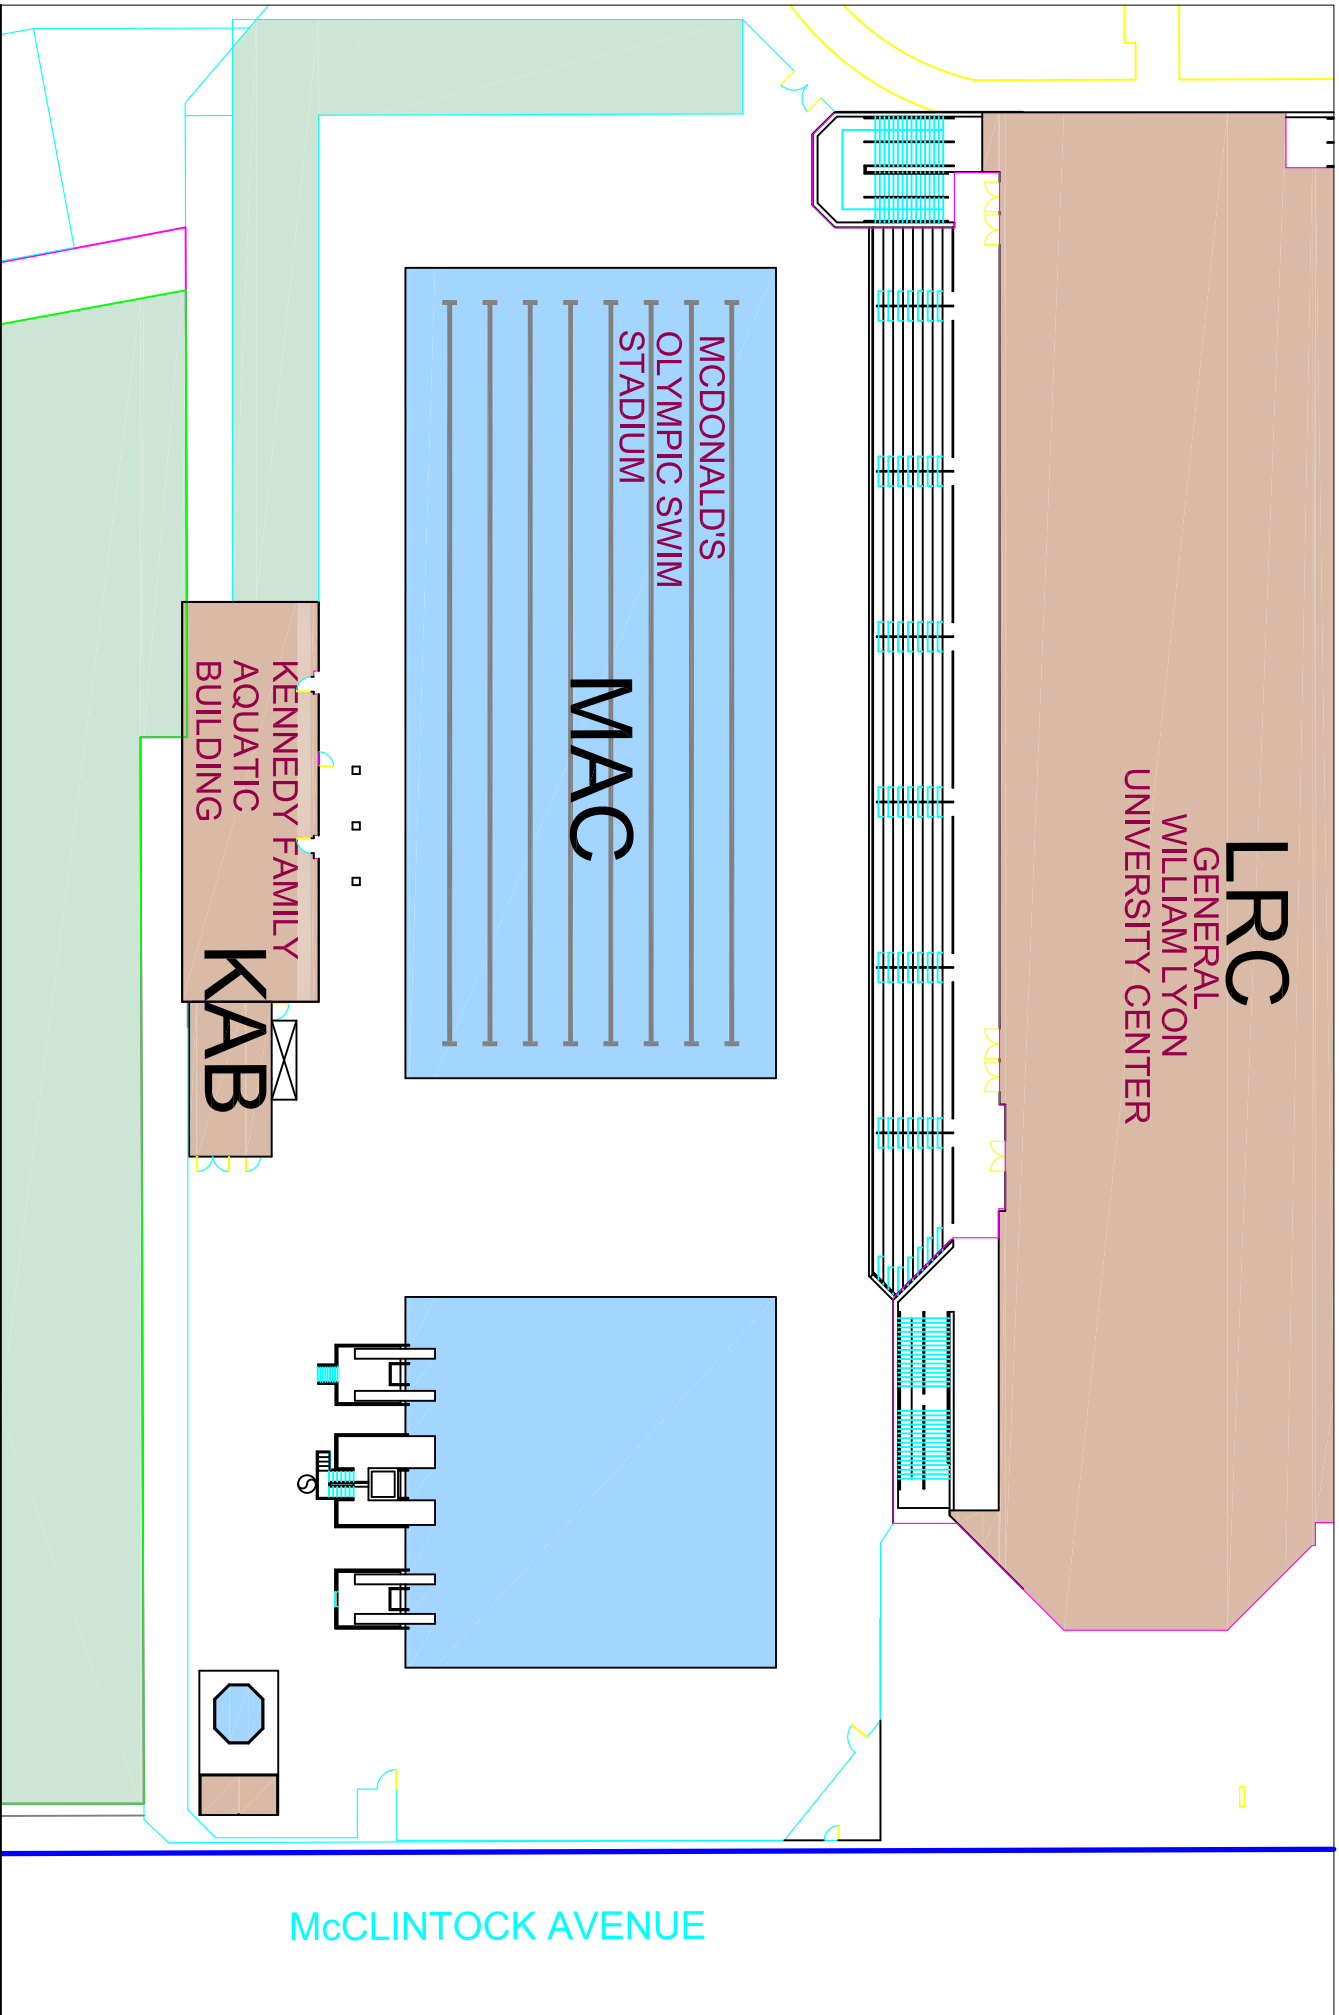 MCDONALD'S
OLYMPIC SWIM
STADIUM
MAC
LRC
GENERAL
WILLIAM LYON
UNIVERSITY CENTER
KENNEDY FAMILY
AQUATIC
BUILDING
KAB
McCLINTOCK AVENUE